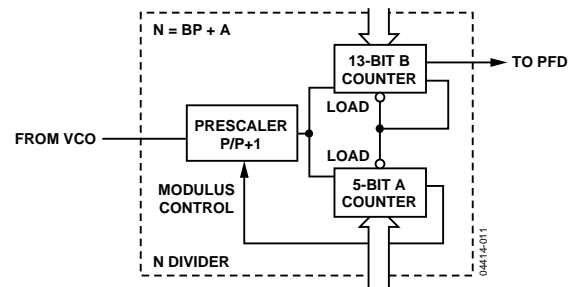 N = BP + A
13-BIT B
COUNTER
TO PFD
LOAD
PRESCALER
P/P+1
FROM VCO
LOAD
MODULUS
CONTROL
5-BIT A
COUNTER
N DIVIDER
04414-011